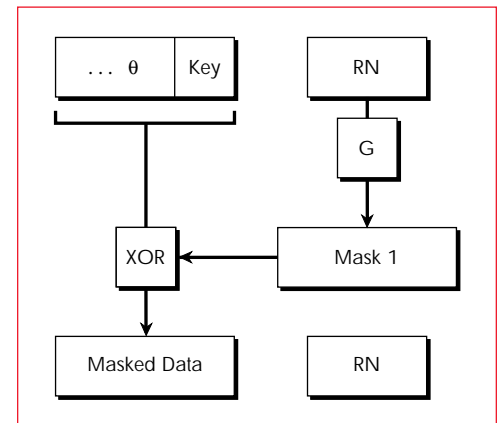 ... θ Key RN
G
XOR Mask 1
Masked Data RN